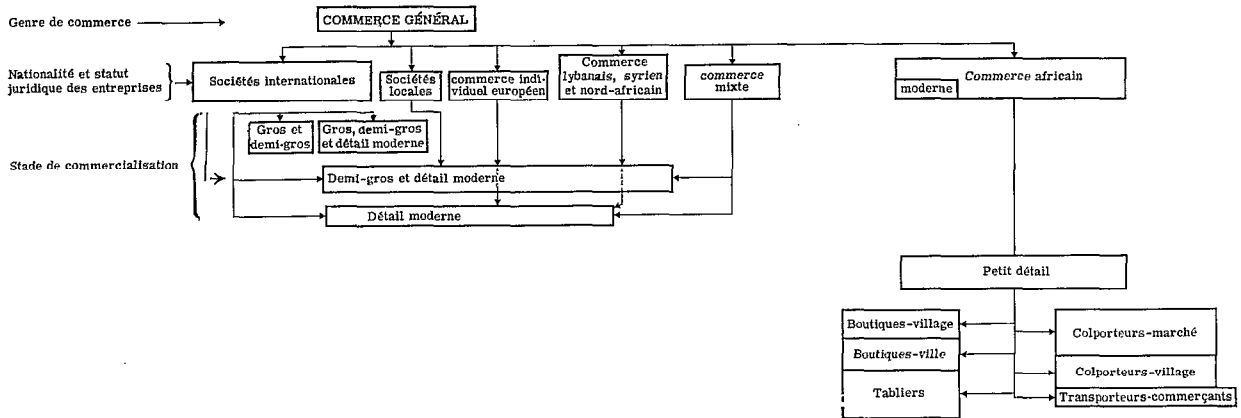 Genre de commerce
COMMERCE GÉNÉRAL
Nationalité et statut
juridique des entreprises
Sociétés internationales
Sociétés
locales
commerce indi-
viduel européen
Commerce
lybanais, syrien
et nord-africain
commerce
mixte
Commerce africain
moderne
Stade de commercialisation
Gros et
demi-gros
Gros, demi-gros
et détail moderne
Demi-gros et détail moderne
Détail moderne
Petit détail
Boutiques-village
Boutiques-ville
Tabliers
Colporteurs-marché
Colporteurs-village
Transporteurs-commerçants